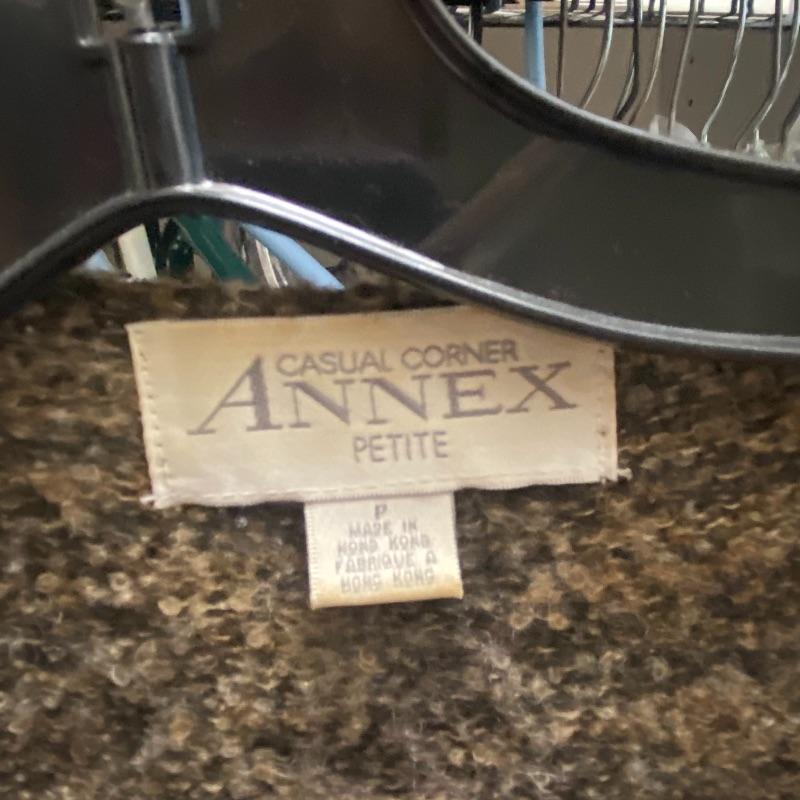 CASUAL CORNER
ANNEX
PETITE
P
MADE IN
HONG KONG
FABRIQUE A
HONG KONG